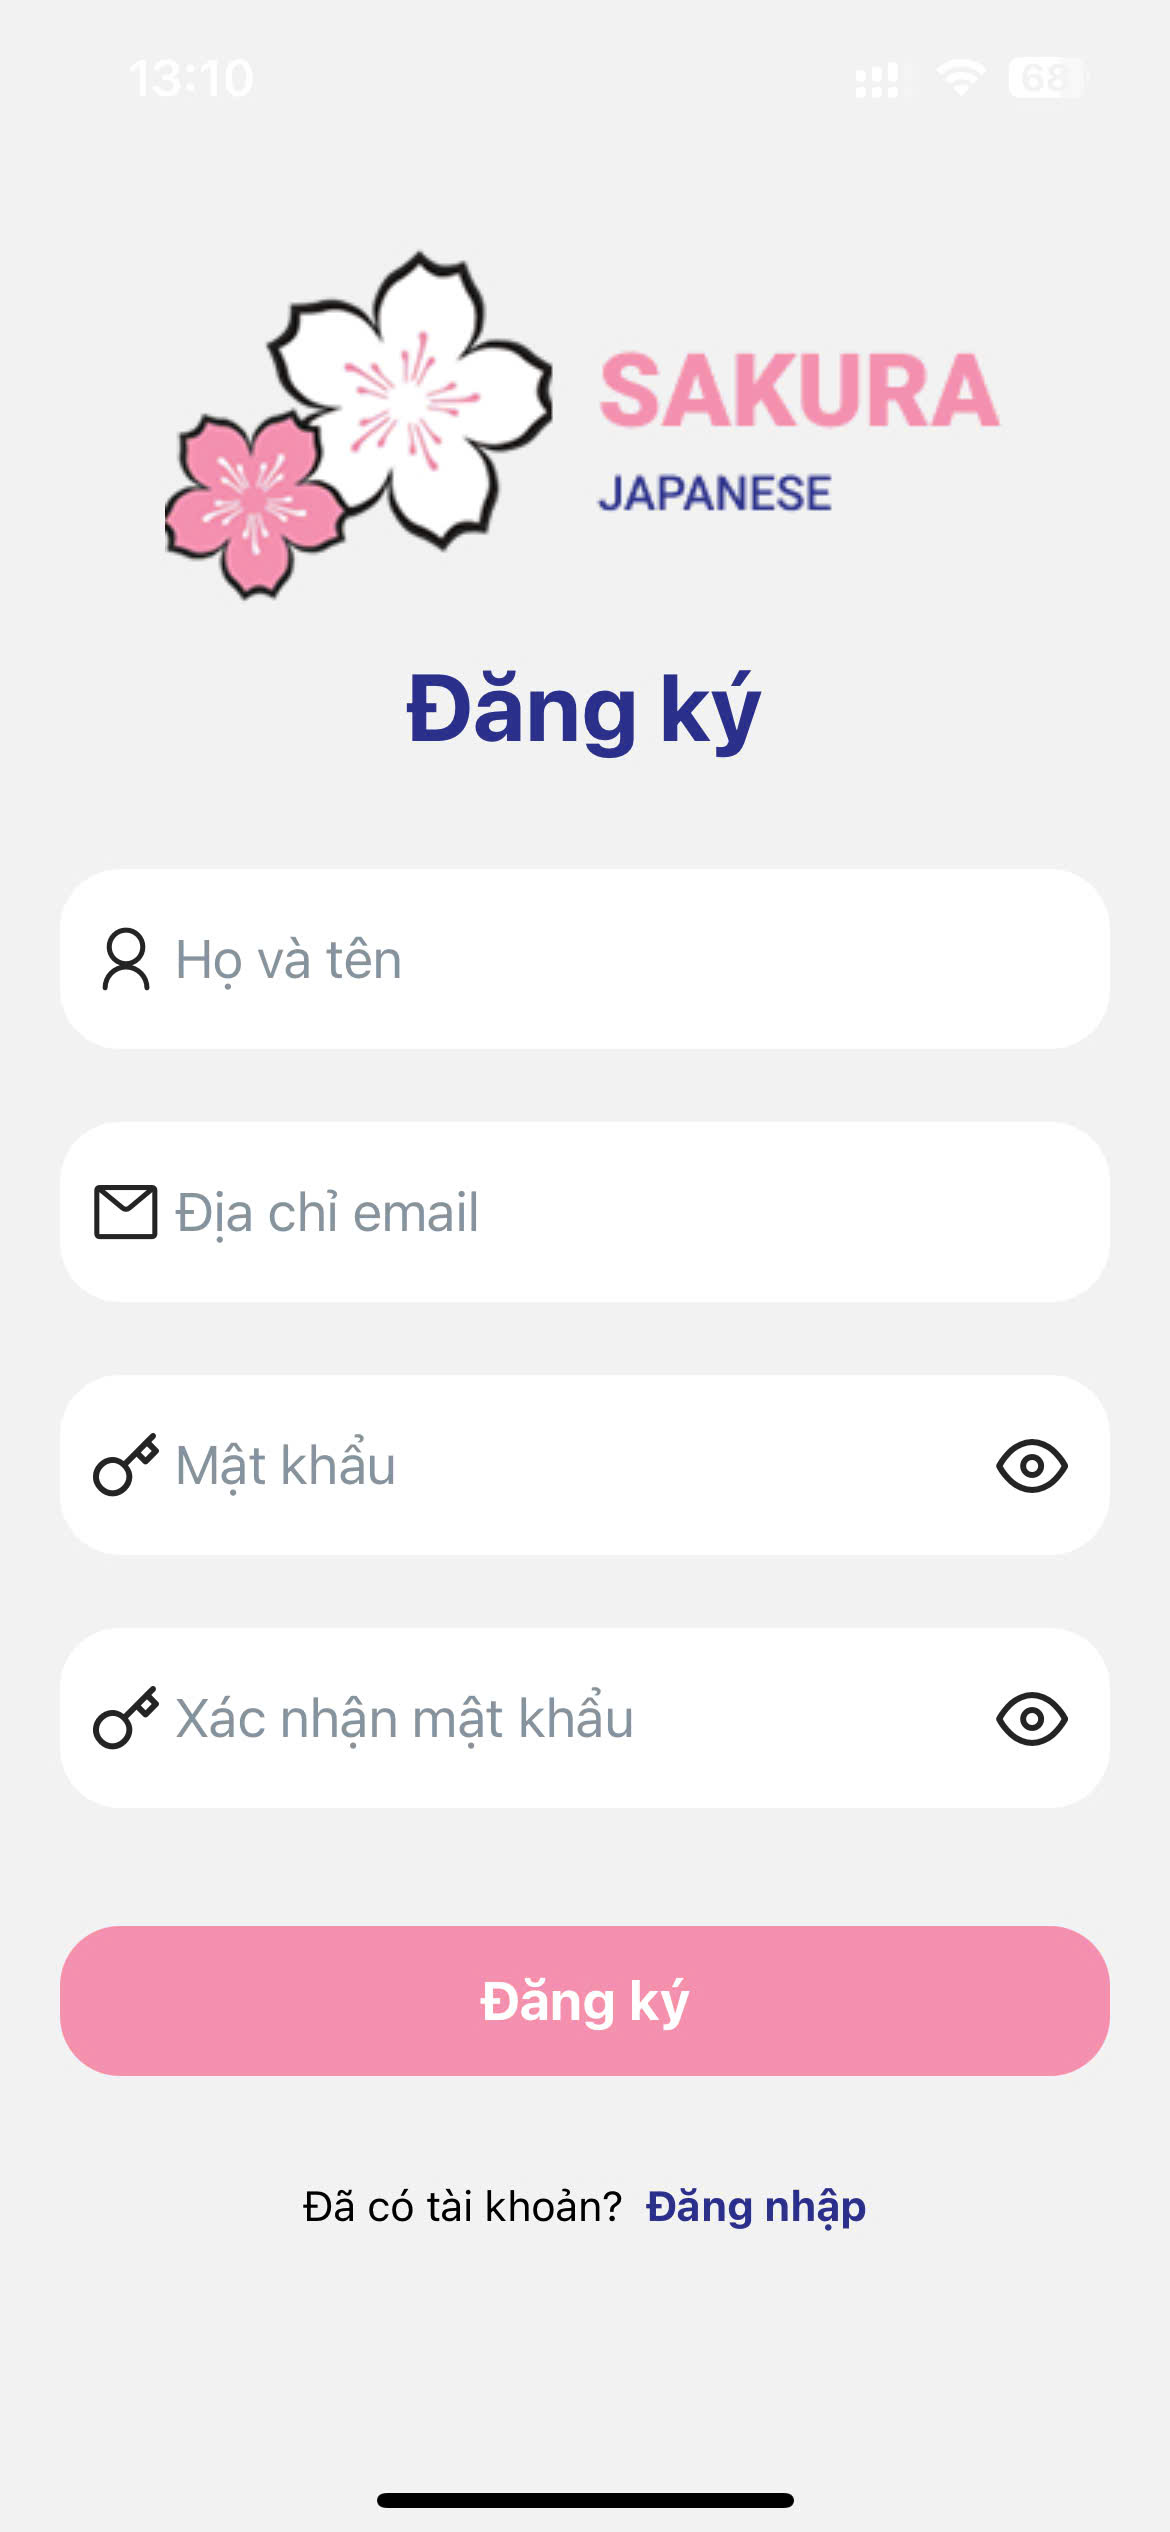 13:10
68
SAKURA
JAPANESE
Đăng ký
Họ và tên
Địa chỉ email
Mật khẩu
Xác nhận mật khẩu
Đăng ký
Đã có tài khoản? Đăng nhập